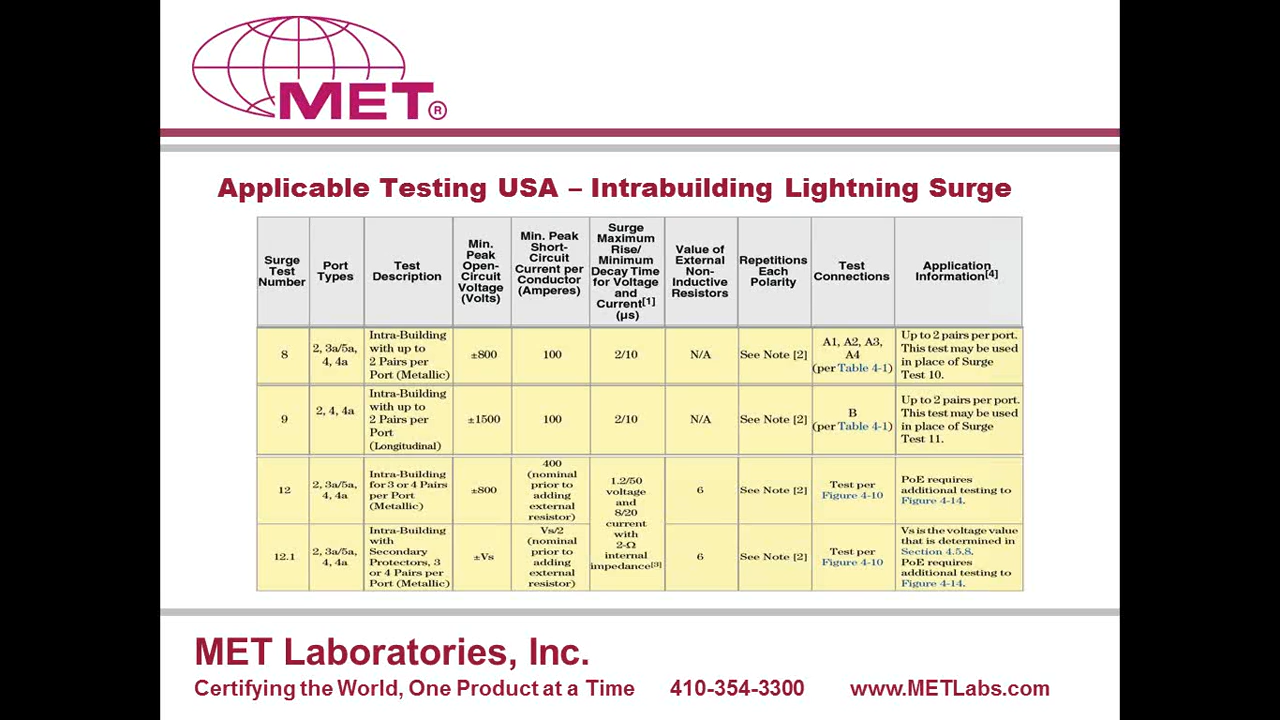 MET®
Applicable Testing USA – Intrabuilding Lightning Surge
Surge
Test
Number
Port
Types
Test
Description
Min.
Peak
Open-
Circuit
Voltage
(Volts)
Min. Peak
Short-
Circuit
Current per
Conductor
(Amperes)
Surge
Maximum
Rise/
Minimum
Decay Time
for Voltage
and
Current[1]
(µs)
Value of
External
Non-
Inductive
Resistors
Repetitions
Each
Polarity
Test
Connections
Application
Information[4]
8
2, 3a/5a,
4, 4a
Intra-Building
with up to
2 Pairs per
Port (Metallic)
±800
100
2/10
N/A
See Note [2]
A1, A2, A3,
A4
(per Table 4-1)
Up to 2 pairs per port.
This test may be used
in place of Surge
Test 10.
9
2, 4, 4a
Intra-Building
with up to
2 Pairs per
Port
(Longitudinal)
±1500
100
2/10
N/A
See Note [2]
B
(per Table 4-1)
Up to 2 pairs per port.
This test may be used
in place of Surge
Test 11.
12
2, 3a/5a,
4, 4a
Intra-Building
for 3 or 4 Pairs
per Port
(Metallic)
±800
400
(nominal
prior to
adding
external
resistor)
1.2/50
voltage
and
8/20
current
with
2-Ω
internal
impedance[3]
6
See Note [2]
Test per
Figure 4-10
PoE requires
additional testing to
Figure 4-14.
12.1
2, 3a/5a,
4, 4a
Intra-Building
with
Secondary
Protectors, 3
or 4 Pairs per
Port (Metallic)
±Vs
Vs/2
(nominal
prior to
adding
external
resistor)
6
See Note [2]
Test per
Figure 4-10
Vs is the voltage value
that is determined in
Section 4.5.8.
PoE requires
additional testing to
Figure 4-14.
MET Laboratories, Inc.
Certifying the World, One Product at a Time 410-354-3300 www.METLabs.com